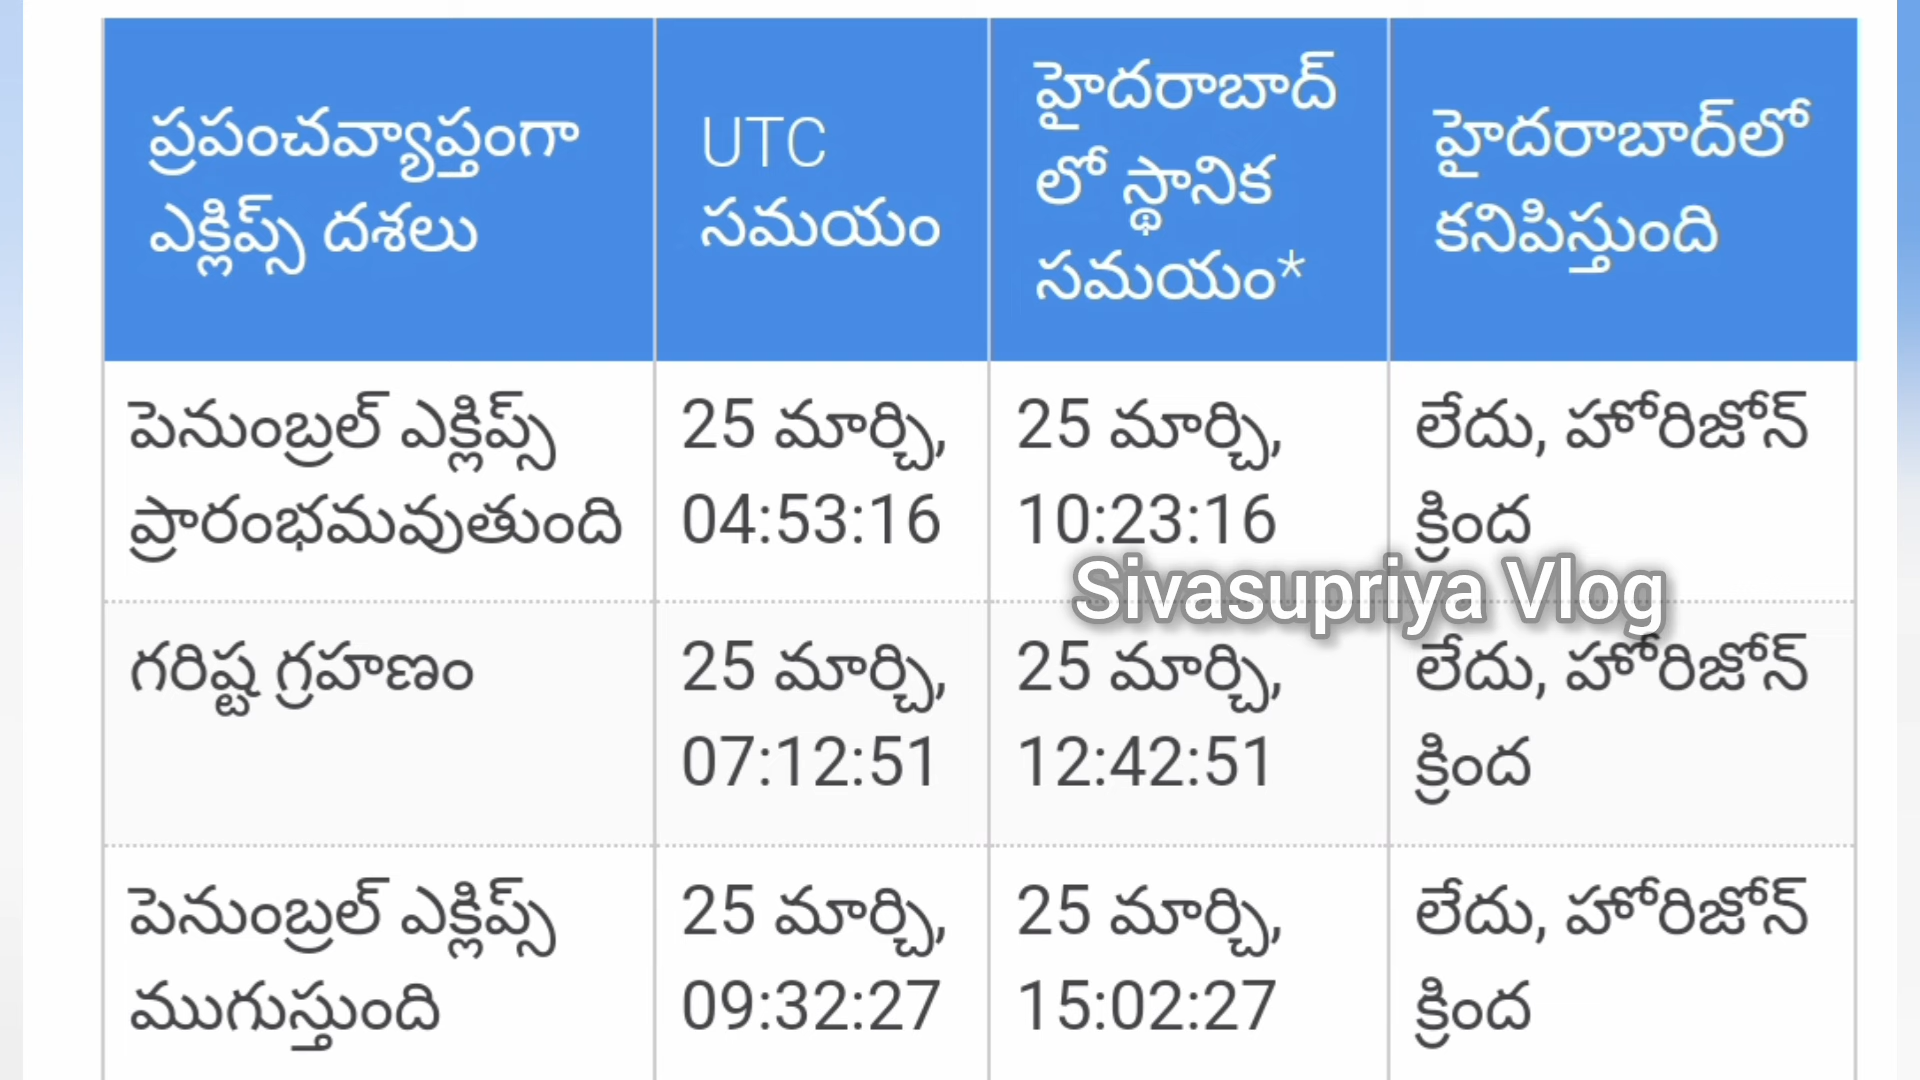 ప్రపంచవ్యాప్తంగా
ఎక్లిప్స్ దశలు
UTC
సమయం
హైదరాబాద్
లో స్థానిక
సమయం*
హైదరాబాద్‌లో
కనిపిస్తుంది
పెనుంబ్రల్ ఎక్లిప్స్
ప్రారంభమవుతుంది
25 మార్చి,
04:53:16
25 మార్చి,
10:23:16
లేదు, హోరిజోన్
క్రింద
Sivasupriya Vlog
గరిష్ట గ్రహణం
25 మార్చి,
07:12:51
25 మార్చి,
12:42:51
లేదు, హోరిజోన్
క్రింద
పెనుంబ్రల్ ఎక్లిప్స్
ముగుస్తుంది
25 మార్చి,
09:32:27
25 మార్చి,
15:02:27
లేదు, హోరిజోన్
క్రింద